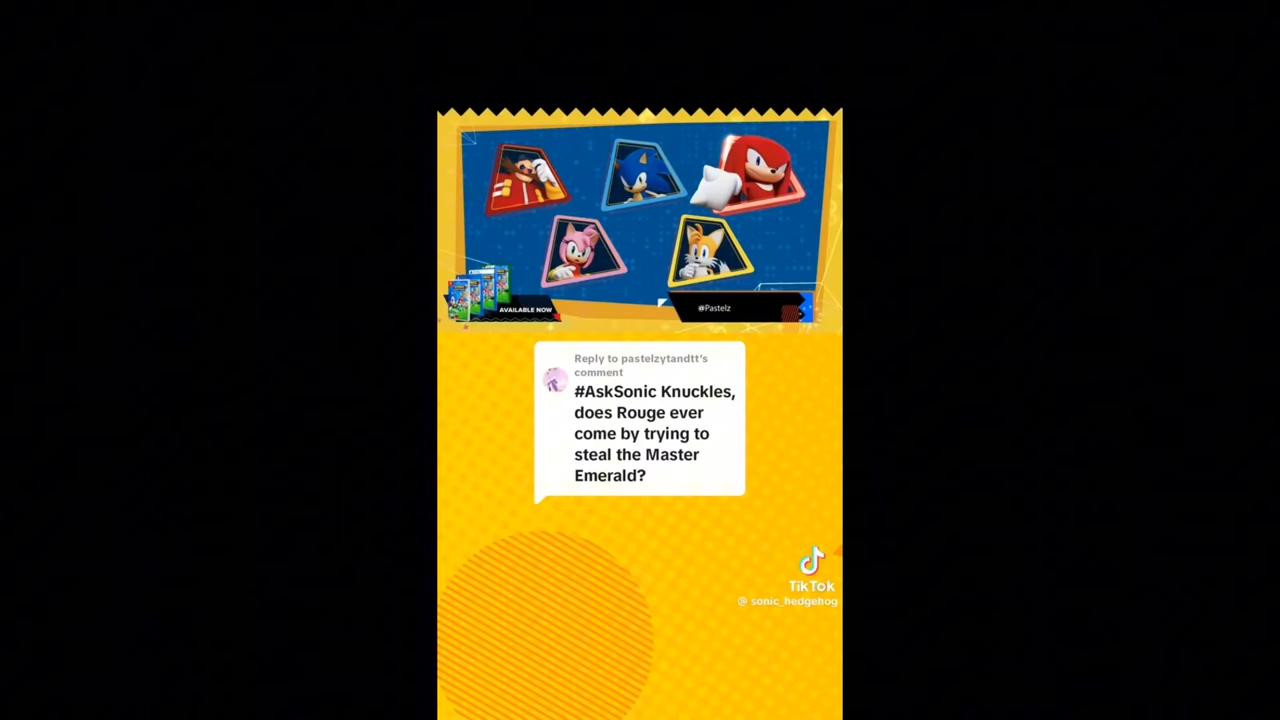 AVAILABLE NOW
@Pastelz
Reply to pastelzytandtt's
comment
#AskSonic Knuckles,
does Rouge ever
come by trying to
steal the Master
Emerald?
TikTok
@ sonic_hedgehog